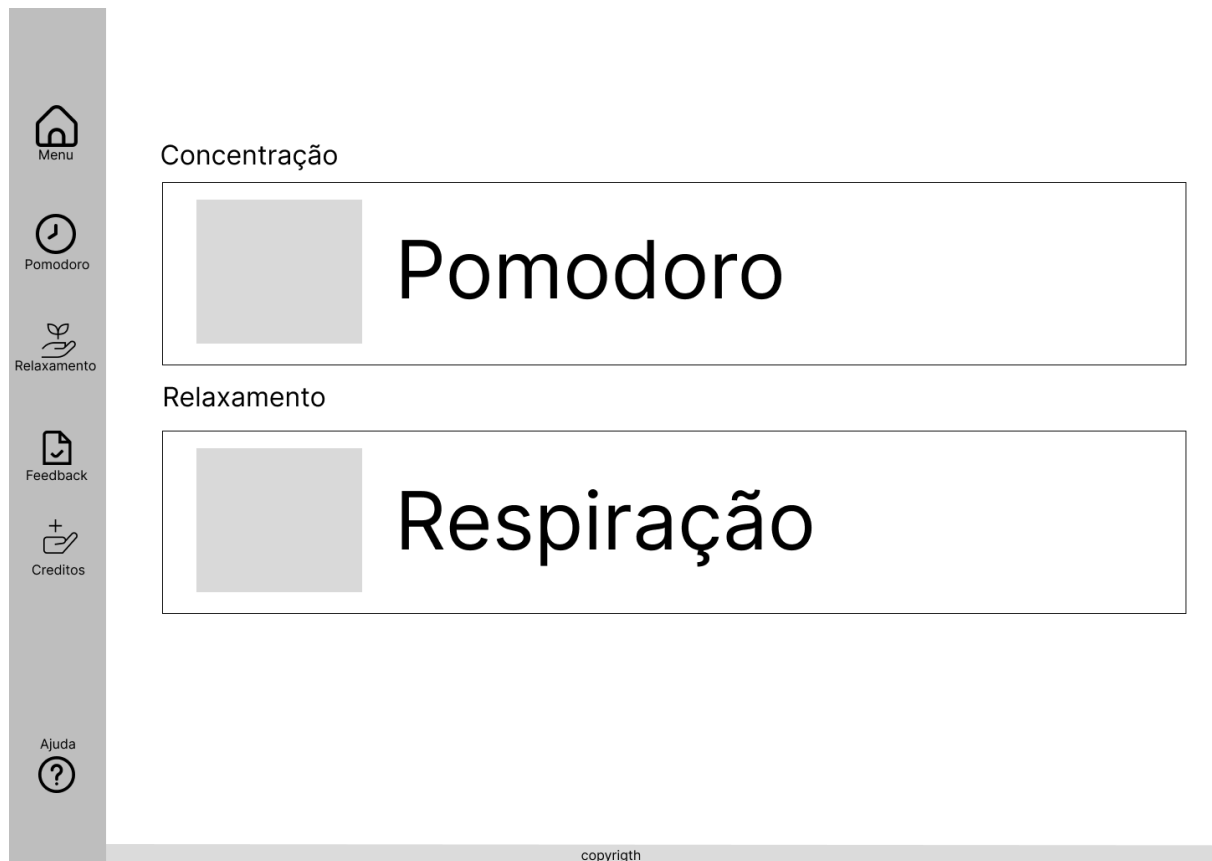 Menu
Pomodoro
Relaxamento
Feedback
Creditos
Ajuda
Concentração
Pomodoro
Relaxamento
Respiração
copyrigth